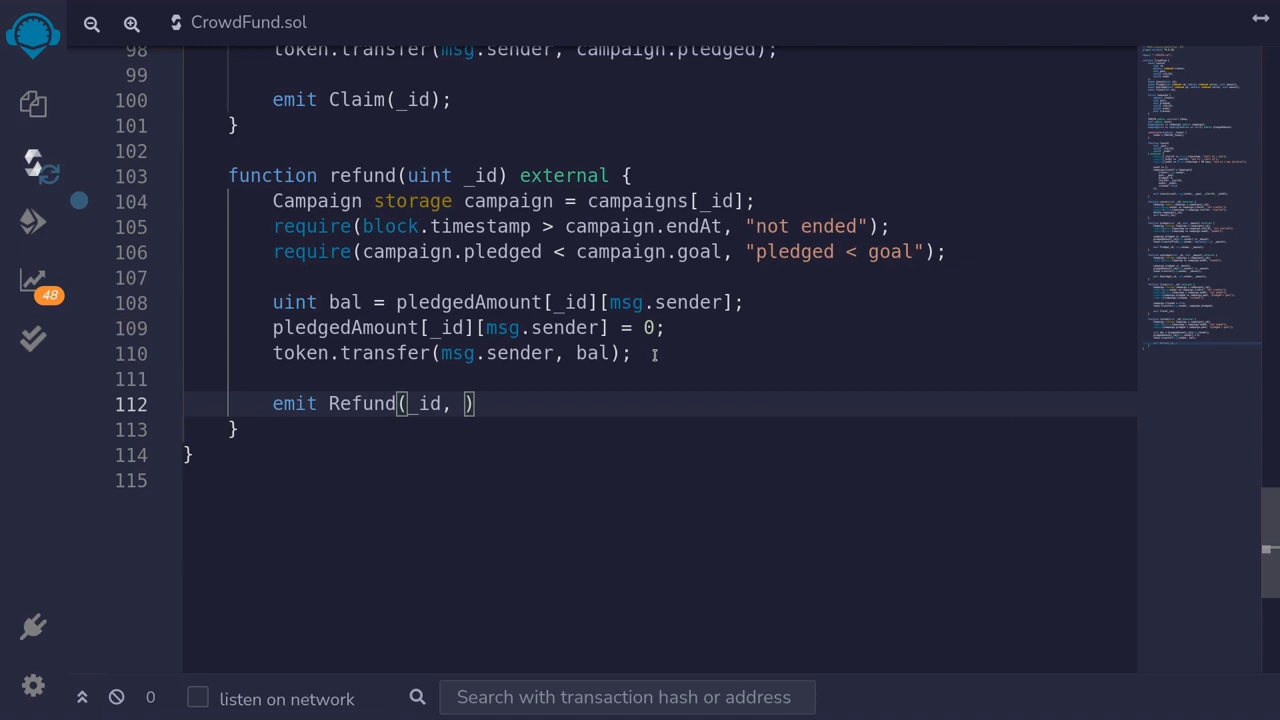 CrowdFund.sol
98 token.transfer(msg.sender, campaign.pledged);
99
100 emit Claim(_id);
101 }
102
103 function refund(uint _id) external {
104 Campaign storage campaign = campaigns[_id];
105 require(block.timestamp > campaign.endAt, "not ended");
106 require(campaign.pledged < campaign.goal, "pledged < goal");
107
108 uint bal = pledgedAmount[_id][msg.sender];
109 pledgedAmount[_id][msg.sender] = 0;
110 token.transfer(msg.sender, bal);
111
112 emit Refund(_id, )
113 }
114 }
115
48
0 listen on network Search with transaction hash or address